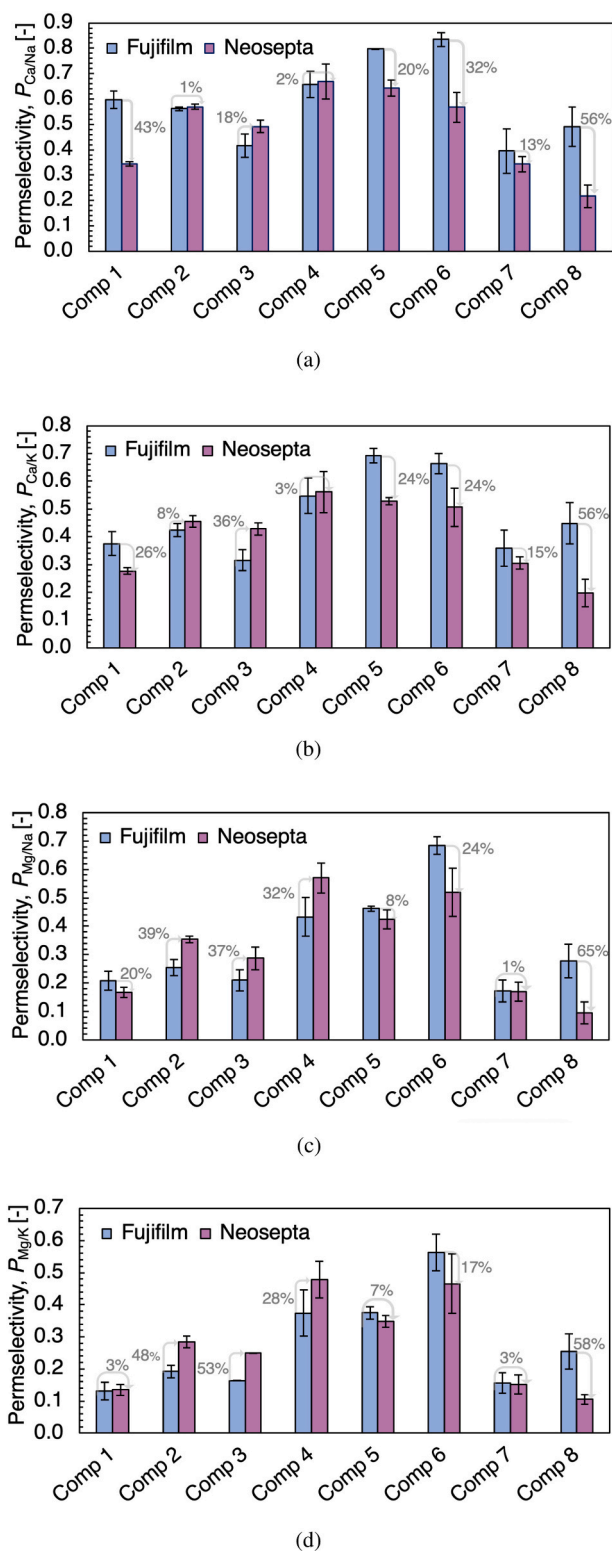 Permselectivity, P Ca/Na [-]
0.9
0.8
0.7
0.6
0.5
0.4
0.3
0.2
0.1
0.0
Fujifilm Neosepta
43% 1% 18% 2% 20% 32% 13% 56%
Comp 1 Comp 2 Comp 3 Comp 4 Comp 5 Comp 6 Comp 7 Comp 8
(a)
Permselectivity, P Ca/K [-]
0.8
0.7
0.6
0.5
0.4
0.3
0.2
0.1
0.0
Fujifilm Neosepta
26% 8% 36% 3% 24% 24% 15% 56%
Comp 1 Comp 2 Comp 3 Comp 4 Comp 5 Comp 6 Comp 7 Comp 8
(b)
Permselectivity, P Mg/Na [-]
0.8
0.7
0.6
0.5
0.4
0.3
0.2
0.1
0.0
Fujifilm Neosepta
20% 39% 37% 32% 8% 24% 1% 65%
Comp 1 Comp 2 Comp 3 Comp 4 Comp 5 Comp 6 Comp 7 Comp 8
(c)
Permselectivity, P Mg/K [-]
0.7
0.6
0.5
0.4
0.3
0.2
0.1
0.0
Fujifilm Neosepta
3% 48% 53% 28% 7% 17% 3% 58%
Comp 1 Comp 2 Comp 3 Comp 4 Comp 5 Comp 6 Comp 7 Comp 8
(d)